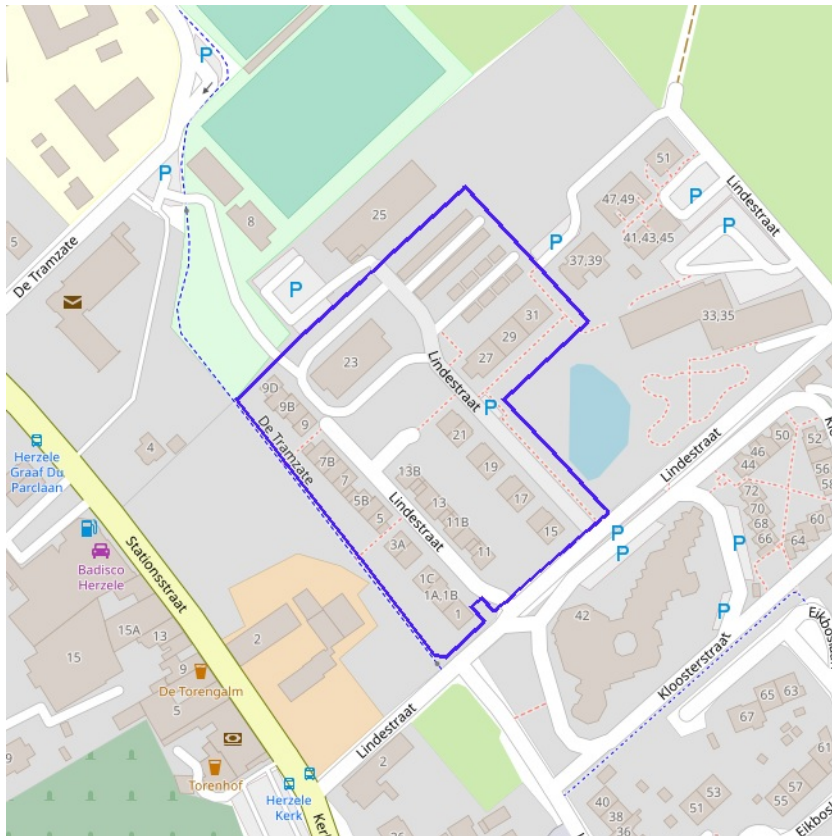 P
P
51
Lindestraat
47,49
P
5
De Tramzate
8
25
41,43,45
P
P
37,39
P
31
33,35
29
23
27
Lindestraat
9D
9B
9
P
De Tramzate
4
Herzele
Graaf Du
Parclaan
21
7B
7
13B
19
5B
5
13
17
11B
15
3A
11
Lindestraat
50
52
46
44
56
58
72
70
68
66
60
64
P
P
P
P
Badisco
Herzele
Stationsstraat
1C
1A,1B
1
42
Kloosterstraat
15A
13
15
9
2
De Torengalm
5
65
63
67
61
Lindestraat
9
2
Torenhof
Herzele
Kerk
57
55
53
51
40
38
36